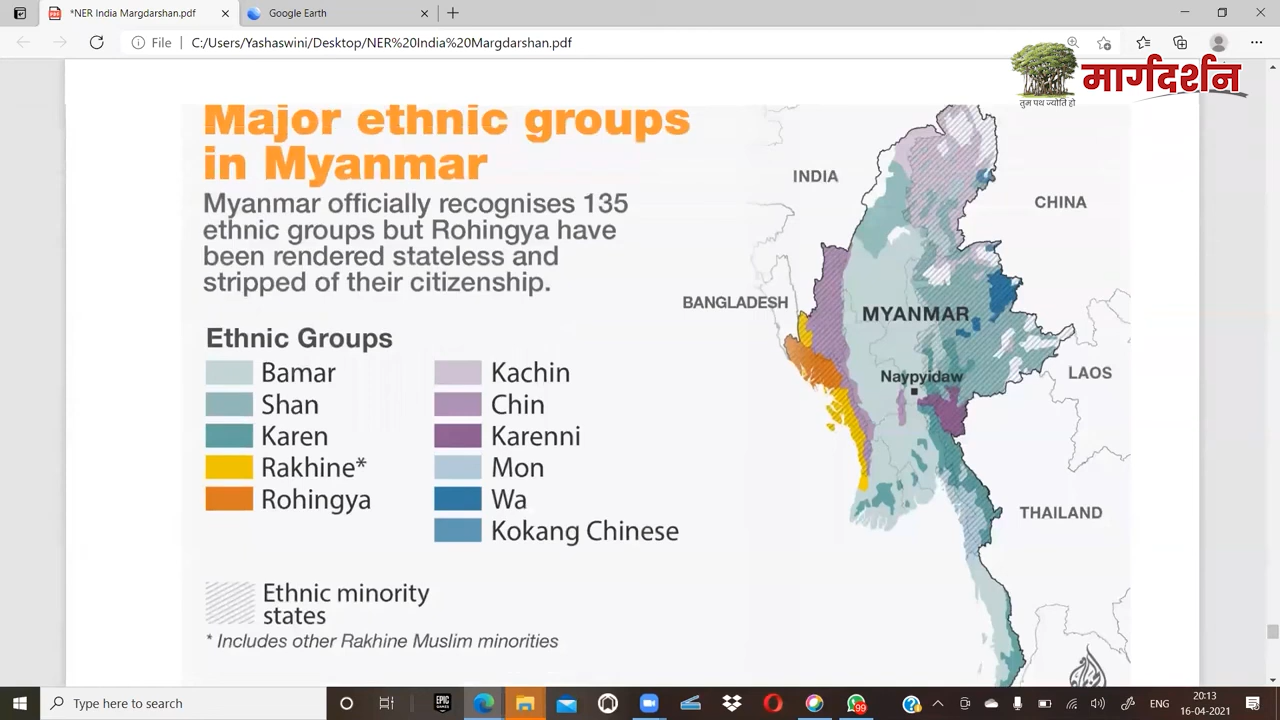 *NER India Margdarshan.pdf
Google Earth
File
C:/Users/Yashaswini/Desktop/NER%20India%20Margdarshan.pdf
मार्गदर्शन
तुम पथ ज्योति हो
Major ethnic groups
in Myanmar
Myanmar officially recognises 135
ethnic groups but Rohingya have
been rendered stateless and
stripped of their citizenship.
Ethnic Groups
Bamar
Shan
Karen
Rakhine*
Rohingya
Kachin
Chin
Karenni
Mon
Wa
Kokang Chinese
Ethnic minority
states
* Includes other Rakhine Muslim minorities
INDIA
CHINA
BANGLADESH
MYANMAR
Naypyidaw
LAOS
THAILAND
Type here to search
EPIC
GAMES
99
ENG
20:13
16-04-2021